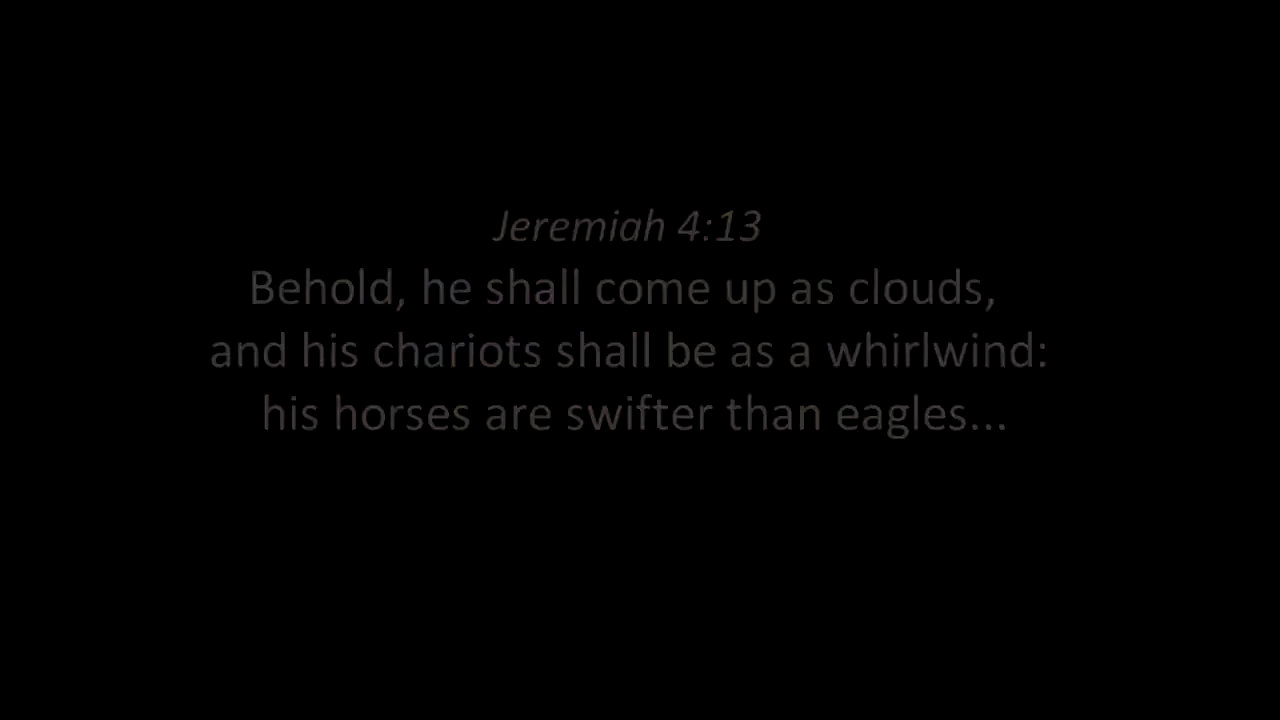 Jeremiah 4:13
Behold, he shall come up as clouds,
and his chariots shall be as a whirlwind:
his horses are swifter than eagles...